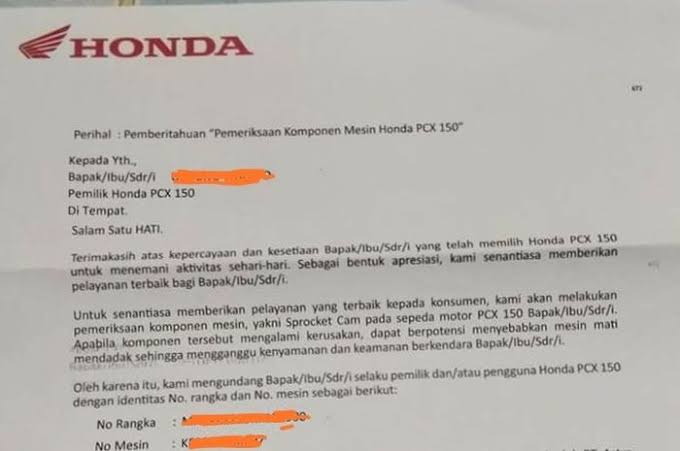 HONDA
Perihal : Pemberitahuan "Pemeriksaan Komponen Mesin Honda PCX 150"
Kepada Yth.,
Bapak/Ibu/Sdr/i
Pemilik Honda PCX 150
Di Tempat.
Salam Satu HATI.
Terimakasih atas kepercayaan dan kesetiaan Bapak/Ibu/Sdr/i yang telah memilih Honda PCX 150
untuk menemani aktivitas sehari-hari. Sebagai bentuk apresiasi, kami senantiasa memberikan
pelayanan terbaik bagi Bapak/Ibu/Sdr/i.
Untuk senantiasa memberikan pelayanan yang terbaik kepada konsumen, kami akan melakukan
pemeriksaan komponen mesin, yakni Sprocket Cam pada sepeda motor PCX 150 Bapak/Ibu/Sdr/i.
Apabila komponen tersebut mengalami kerusakan, dapat berpotensi menyebabkan mesin mati
mendadak sehingga mengganggu kenyamanan dan keamanan berkendara Bapak/Ibu/Sdr/i.
Oleh karena itu, kami mengundang Bapak/Ibu/Sdr/i selaku pemilik dan/atau pengguna Honda PCX 150
dengan identitas No. rangka dan No. mesin sebagai berikut:
No Rangka :
No Mesin :